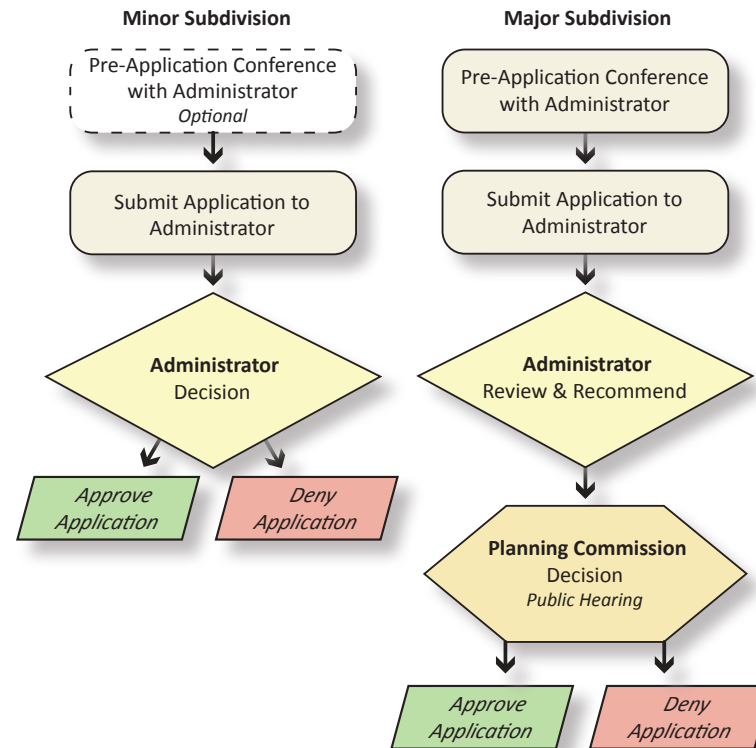 Minor Subdivision
Pre-Application Conference
with Administrator
Optional
Submit Application to
Administrator
Administrator
Decision
Approve
Application
Deny
Application
Major Subdivision
Pre-Application Conference
with Administrator
Submit Application to
Administrator
Administrator
Review & Recommend
Planning Commission
Decision
Public Hearing
Approve
Application
Deny
Application